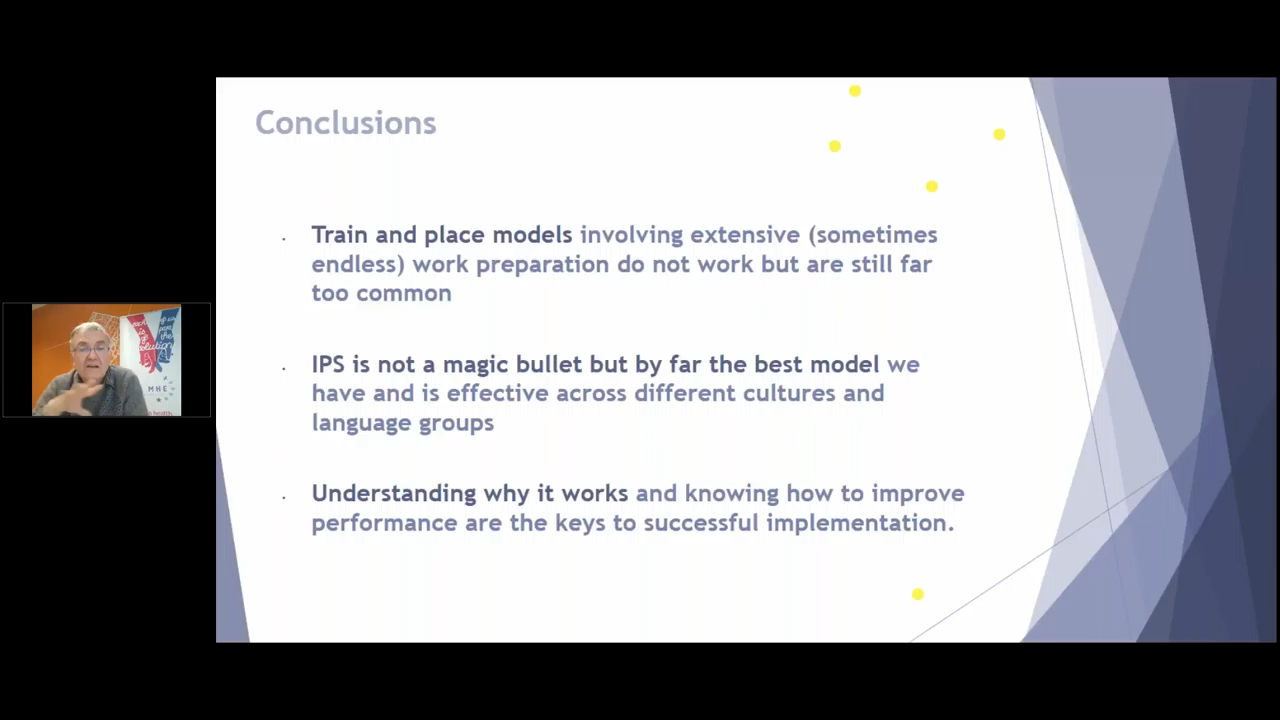 Conclusions
Train and place models involving extensive (sometimes
endless) work preparation do not work but are still far
too common
IPS is not a magic bullet but by far the best model we
have and is effective across different cultures and
language groups
Understanding why it works and knowing how to improve
performance are the keys to successful implementation.
MHE